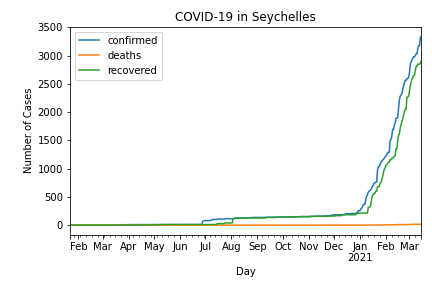 COVID-19 in Seychelles
confirmed
deaths
recovered
Number of Cases
3500
3000
2500
2000
1500
1000
500
0
Feb Mar Apr May Jun Jul Aug Sep Oct Nov Dec Jan Feb Mar
2021
Day